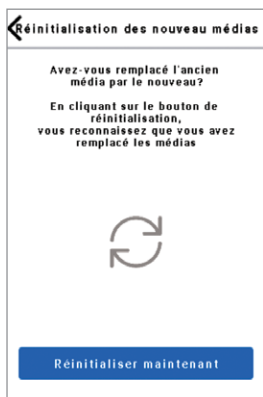 Réinitialisation des nouveau médias
Avez-vous remplacé l'ancien
média par le nouveau?
En cliquant sur le bouton de
réinitialisation,
vous reconnaissez que vous avez
remplacé les médias
Réinitialiser maintenant